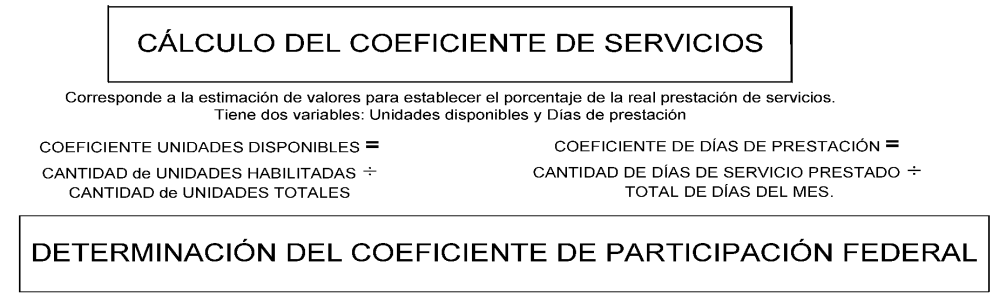 CÁLCULO DEL COEFICIENTE DE SERVICIOS
Corresponde a la estimación de valores para establecer el porcentaje de la real prestación de servicios.
Tiene dos variables: Unidades disponibles y Días de prestación
COEFICIENTE UNIDADES DISPONIBLES =
CANTIDAD de UNIDADES HABILITADAS ÷
CANTIDAD de UNIDADES TOTALES
COEFICIENTE DE DÍAS DE PRESTACIÓN =
CANTIDAD DE DÍAS DE SERVICIO PRESTADO ÷
TOTAL DE DÍAS DEL MES.
DETERMINACIÓN DEL COEFICIENTE DE PARTICIPACIÓN FEDERAL